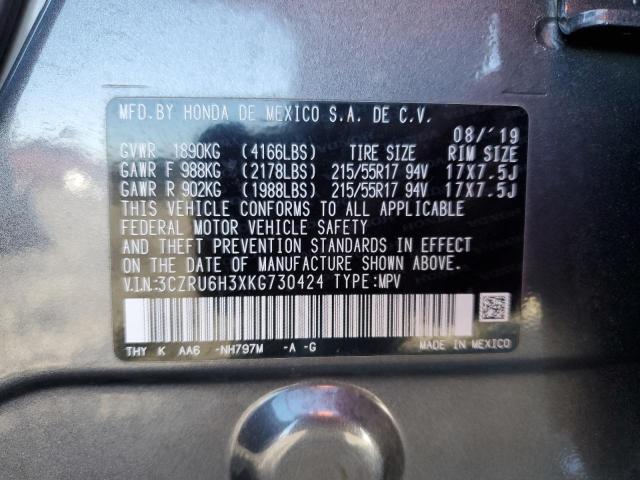 MFD.BY HONDA DE MEXICO S.A. DE C.V.
08/'19
GVWR 1890KG (4166LBS) TIRE SIZE RIM SIZE
GAWR F 988KG (2178LBS) 215/55R17 94V 17X7.5J
GAWR R 902KG (1988LBS) 215/55R17 94V 17X7.5J
THIS VEHICLE CONFORMS TO ALL APPLICABLE
FEDERAL MOTOR VEHICLE SAFETY
AND THEFT PREVENTION STANDARDS IN EFFECT
ON THE DATE OF MANUFACTURE SHOWN ABOVE.
V.I.N.:3CZRU6H3XKG730424 TYPE:MPV
THY K AA6 -NH797M -A -G MADE IN MEXICO